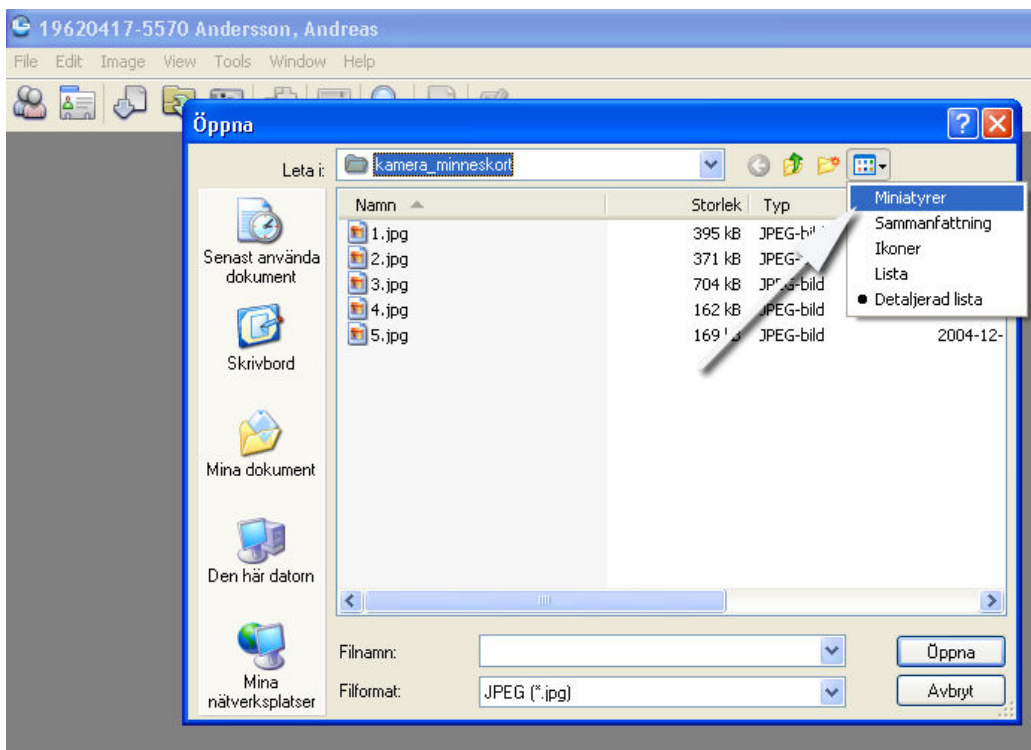 19620417-5570 Andersson, Andreas
File Edit Image View Tools Window Help
Öppna
Leta i: kamera_minneskort
Namn Storlek Typ
1.jpg 395 kB
2.jpg 371 kB
3.jpg 704 kB JPEG-bild
4.jpg 162 kB JPEG-bild
5.jpg JPEG-bild 2004-12-
Miniatyrer
Sammanfattning
Ikoner
Lista
Detaljerad lista
Senast använda
dokument
Skrivbord
Mina dokument
Den här datorn
Mina
nätverksplatser
Filnamn: Öppna
Filformat: JPEG (*.jpg) Avbryt